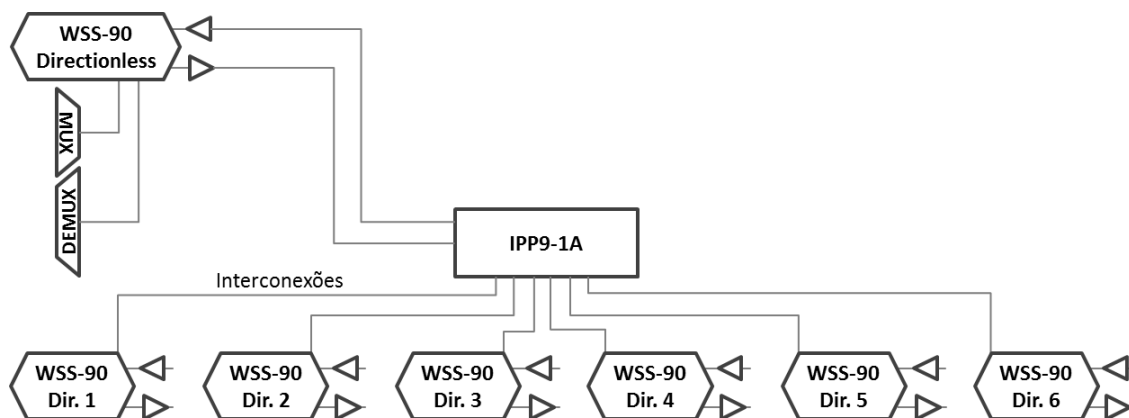 WSS-90
Directionless
MUX
DEMUX
IPP9-1A
Interconexões
WSS-90
Dir. 1
WSS-90
Dir. 2
WSS-90
Dir. 3
WSS-90
Dir. 4
WSS-90
Dir. 5
WSS-90
Dir. 6